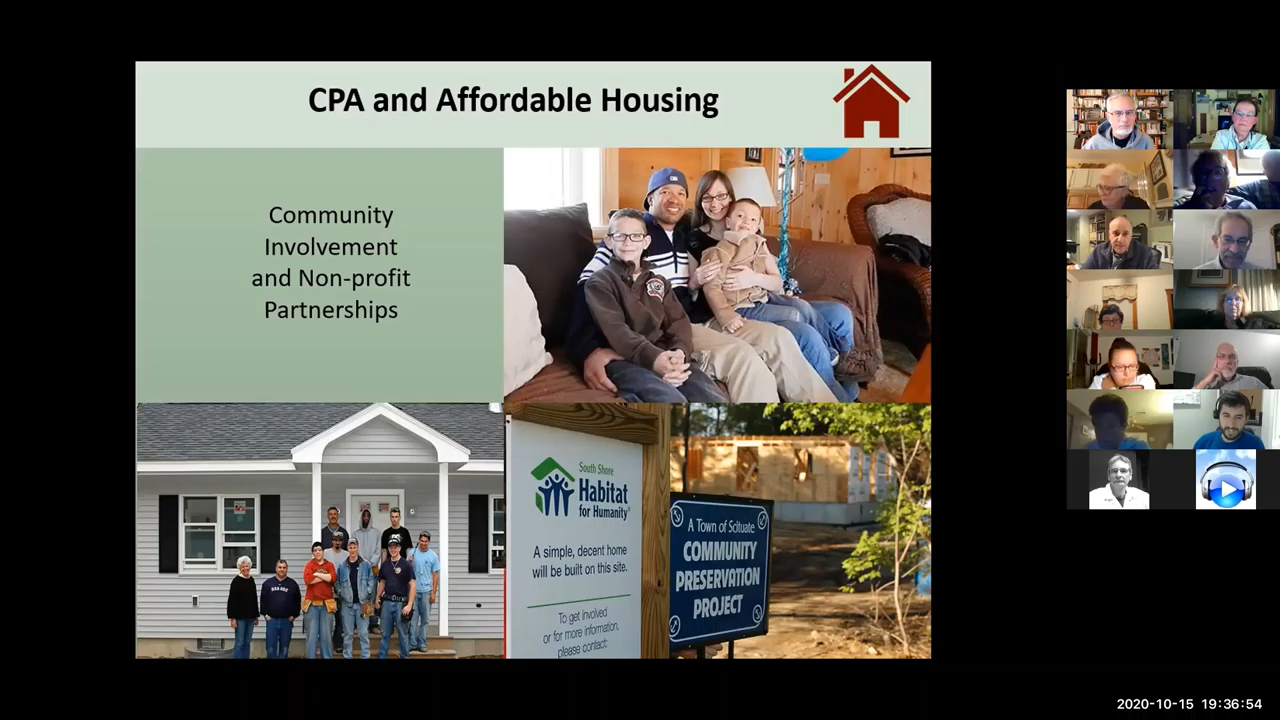 CPA and Affordable Housing
Community
Involvement
and Non-profit
Partnerships
South Shore
Habitat
for Humanity®
A simple, decent home
will be built on this site.
To get involved
or for more information,
please contact:
A Town of Scituate
COMMUNITY
PRESERVATION
PROJECT
2020-10-15 19:36:54